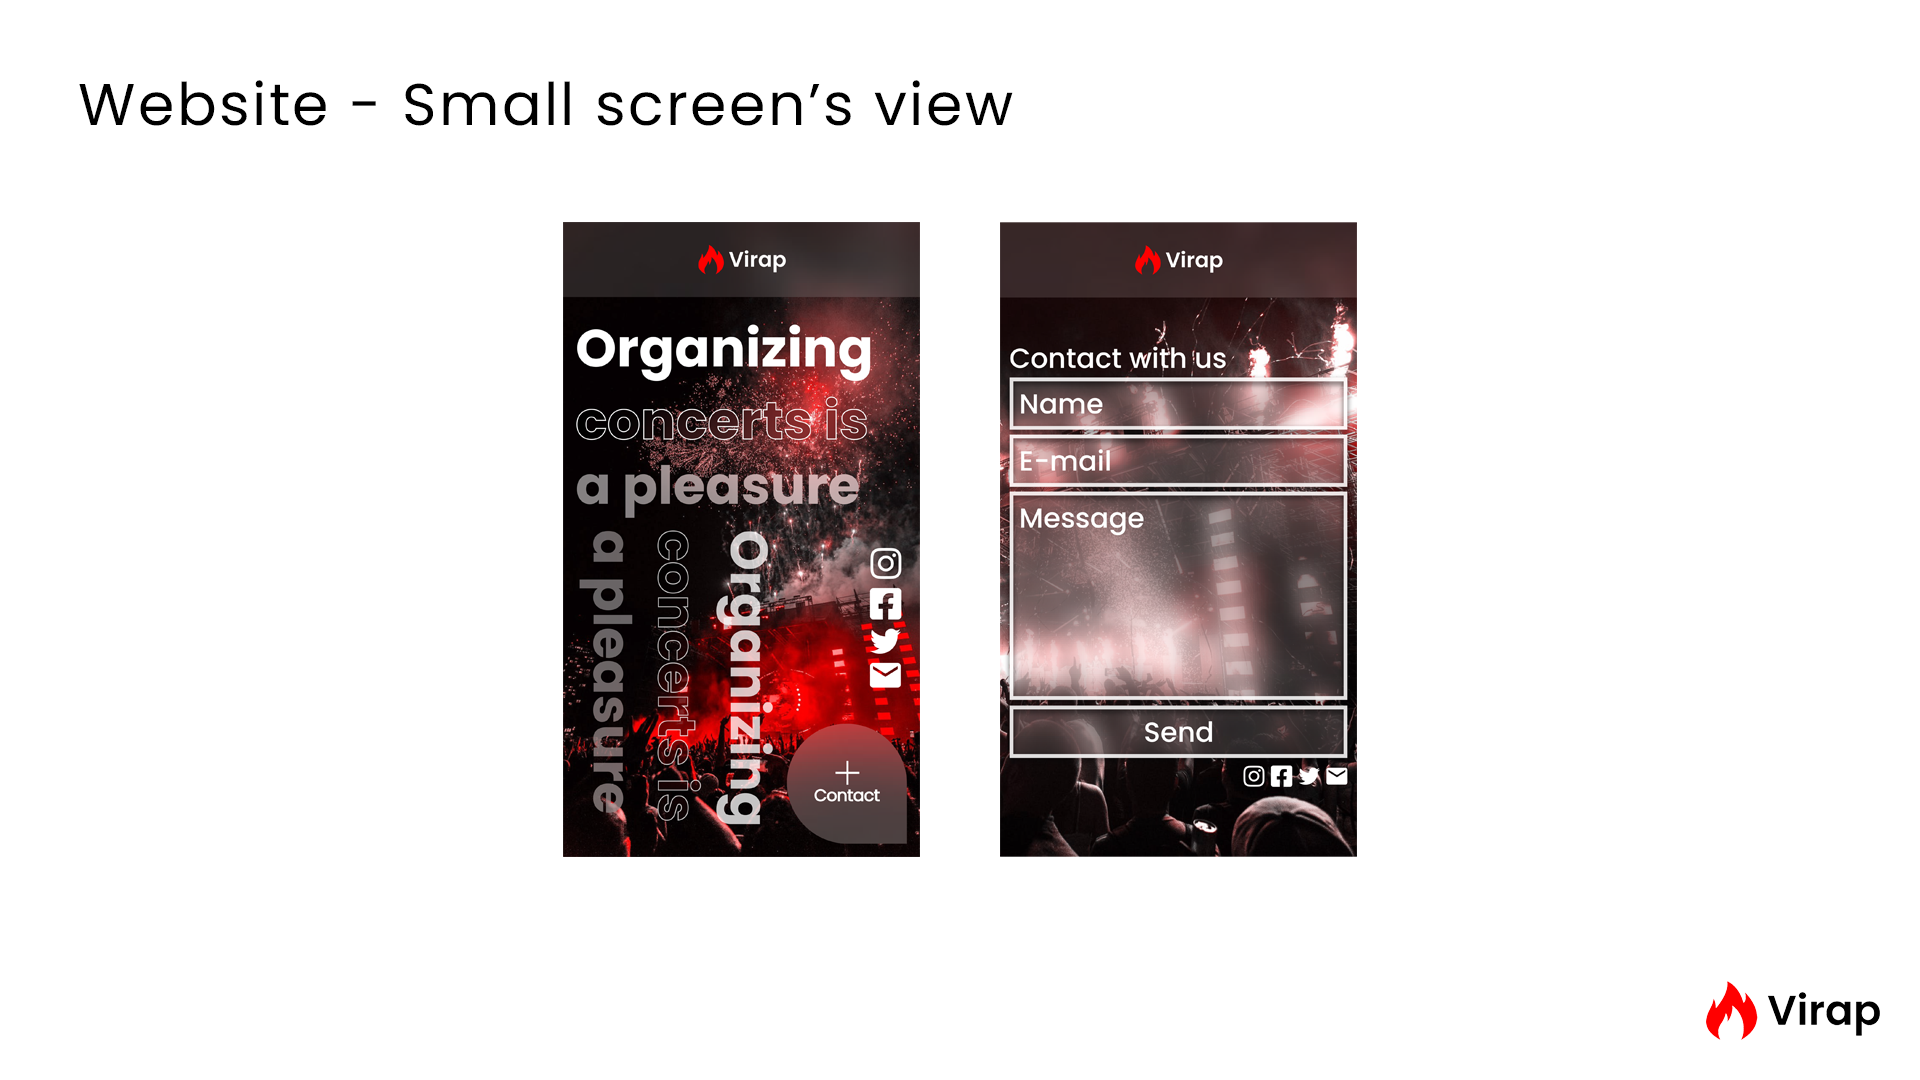 Website - Small screen’s view
Virap
Organizing
concerts is
a pleasure
Organizing
concerts is
a pleasure
Contact
Virap
Contact with us
Name
E-mail
Message
Send
Virap